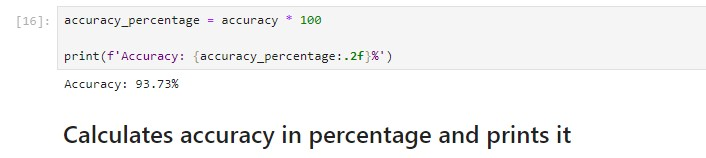 [16]: accuracy_percentage = accuracy * 100
print(f'Accuracy: {accuracy_percentage:.2f}%')
Accuracy: 93.73%
Calculates accuracy in percentage and prints it